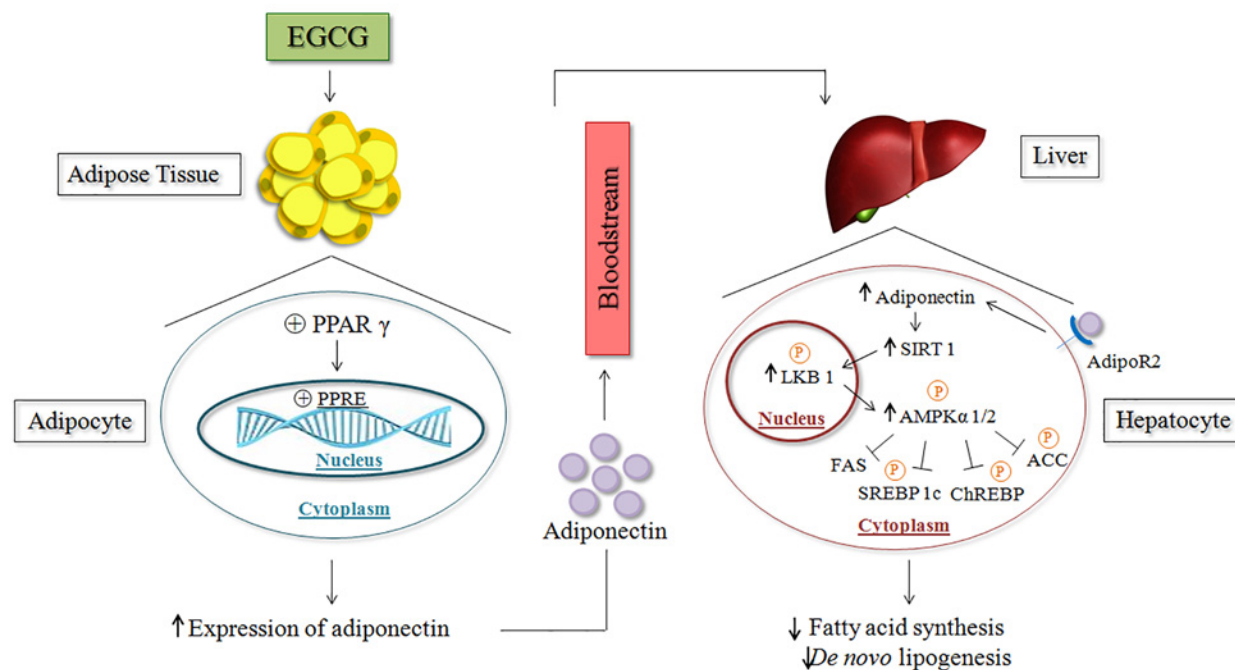 EGCG
Adipose Tissue
⊕ PPAR γ
⊕ PPRE
Nucleus
Cytoplasm
Adipocyte
↑ Expression of adiponectin
Adiponectin
Bloodstream
Liver
↑ Adiponectin
AdipoR2
↑ SIRT 1
P
↑ LKB 1
Nucleus
P
↑ AMPKα 1/2
FAS
P
SREBP 1c
P
ChREBP
P
ACC
Cytoplasm
Hepatocyte
↓ Fatty acid synthesis
↓ De novo lipogenesis